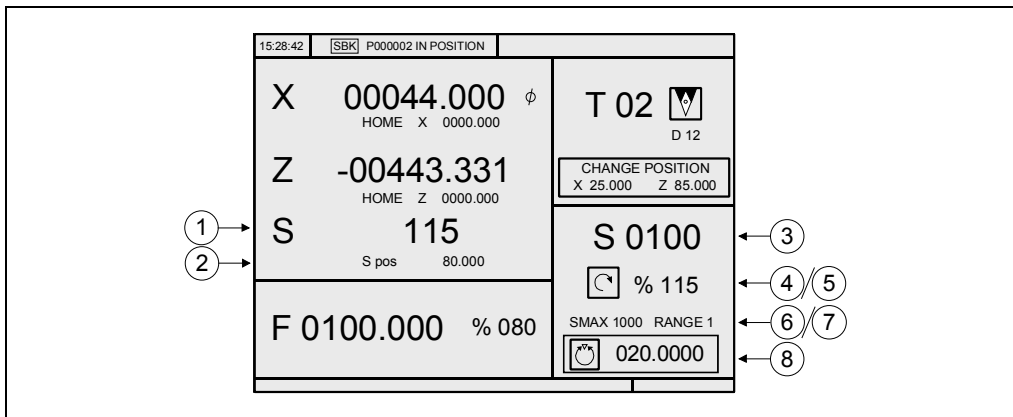 15:28:42 SBK P000002 IN POSITION
X 00044.000 ϕ
HOME X 0000.000
Z -00443.331
HOME Z 0000.000
S 115
S pos 80.000
F 0100.000 % 080
T 02
D 12
CHANGE POSITION
X 25.000 Z 85.000
S 0100
% 115
SMAX 1000 RANGE 1
020.0000
1
2
3
4/5
6/7
8